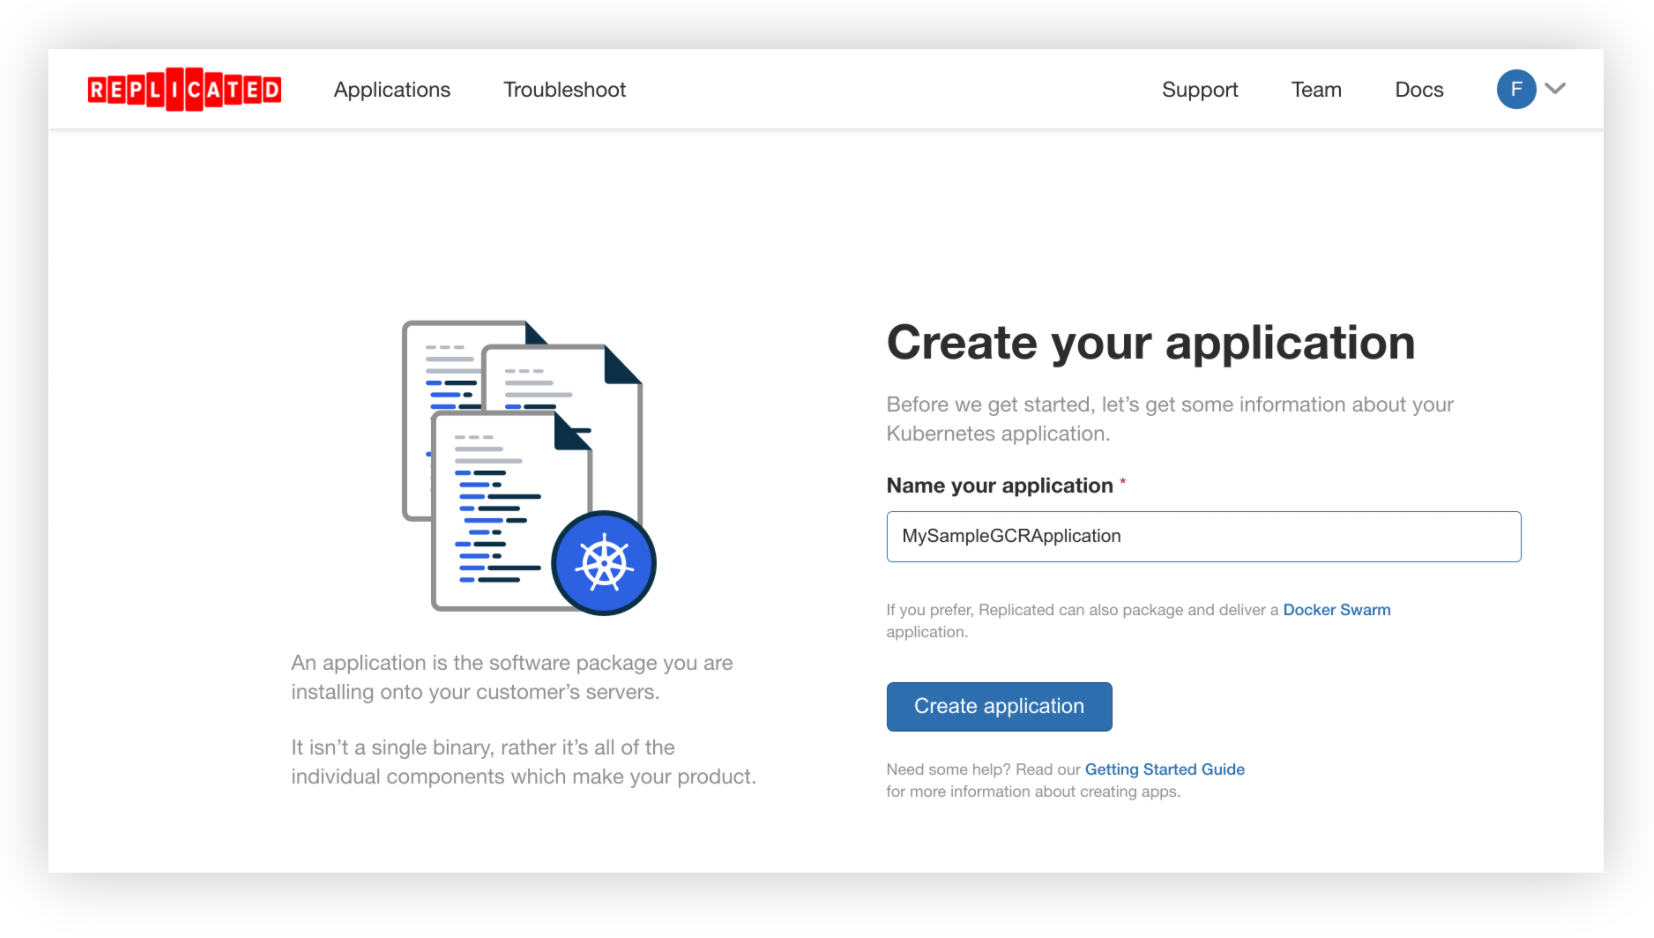 REPLICATED Applications Troubleshoot Support Team Docs F
Create your application
Before we get started, let’s get some information about your
Kubernetes application.
Name your application *
MySampleGCRApplication
If you prefer, Replicated can also package and deliver a Docker Swarm
application.
An application is the software package you are
installing onto your customer’s servers.
Create application
It isn’t a single binary, rather it’s all of the
individual components which make your product.
Need some help? Read our Getting Started Guide
for more information about creating apps.